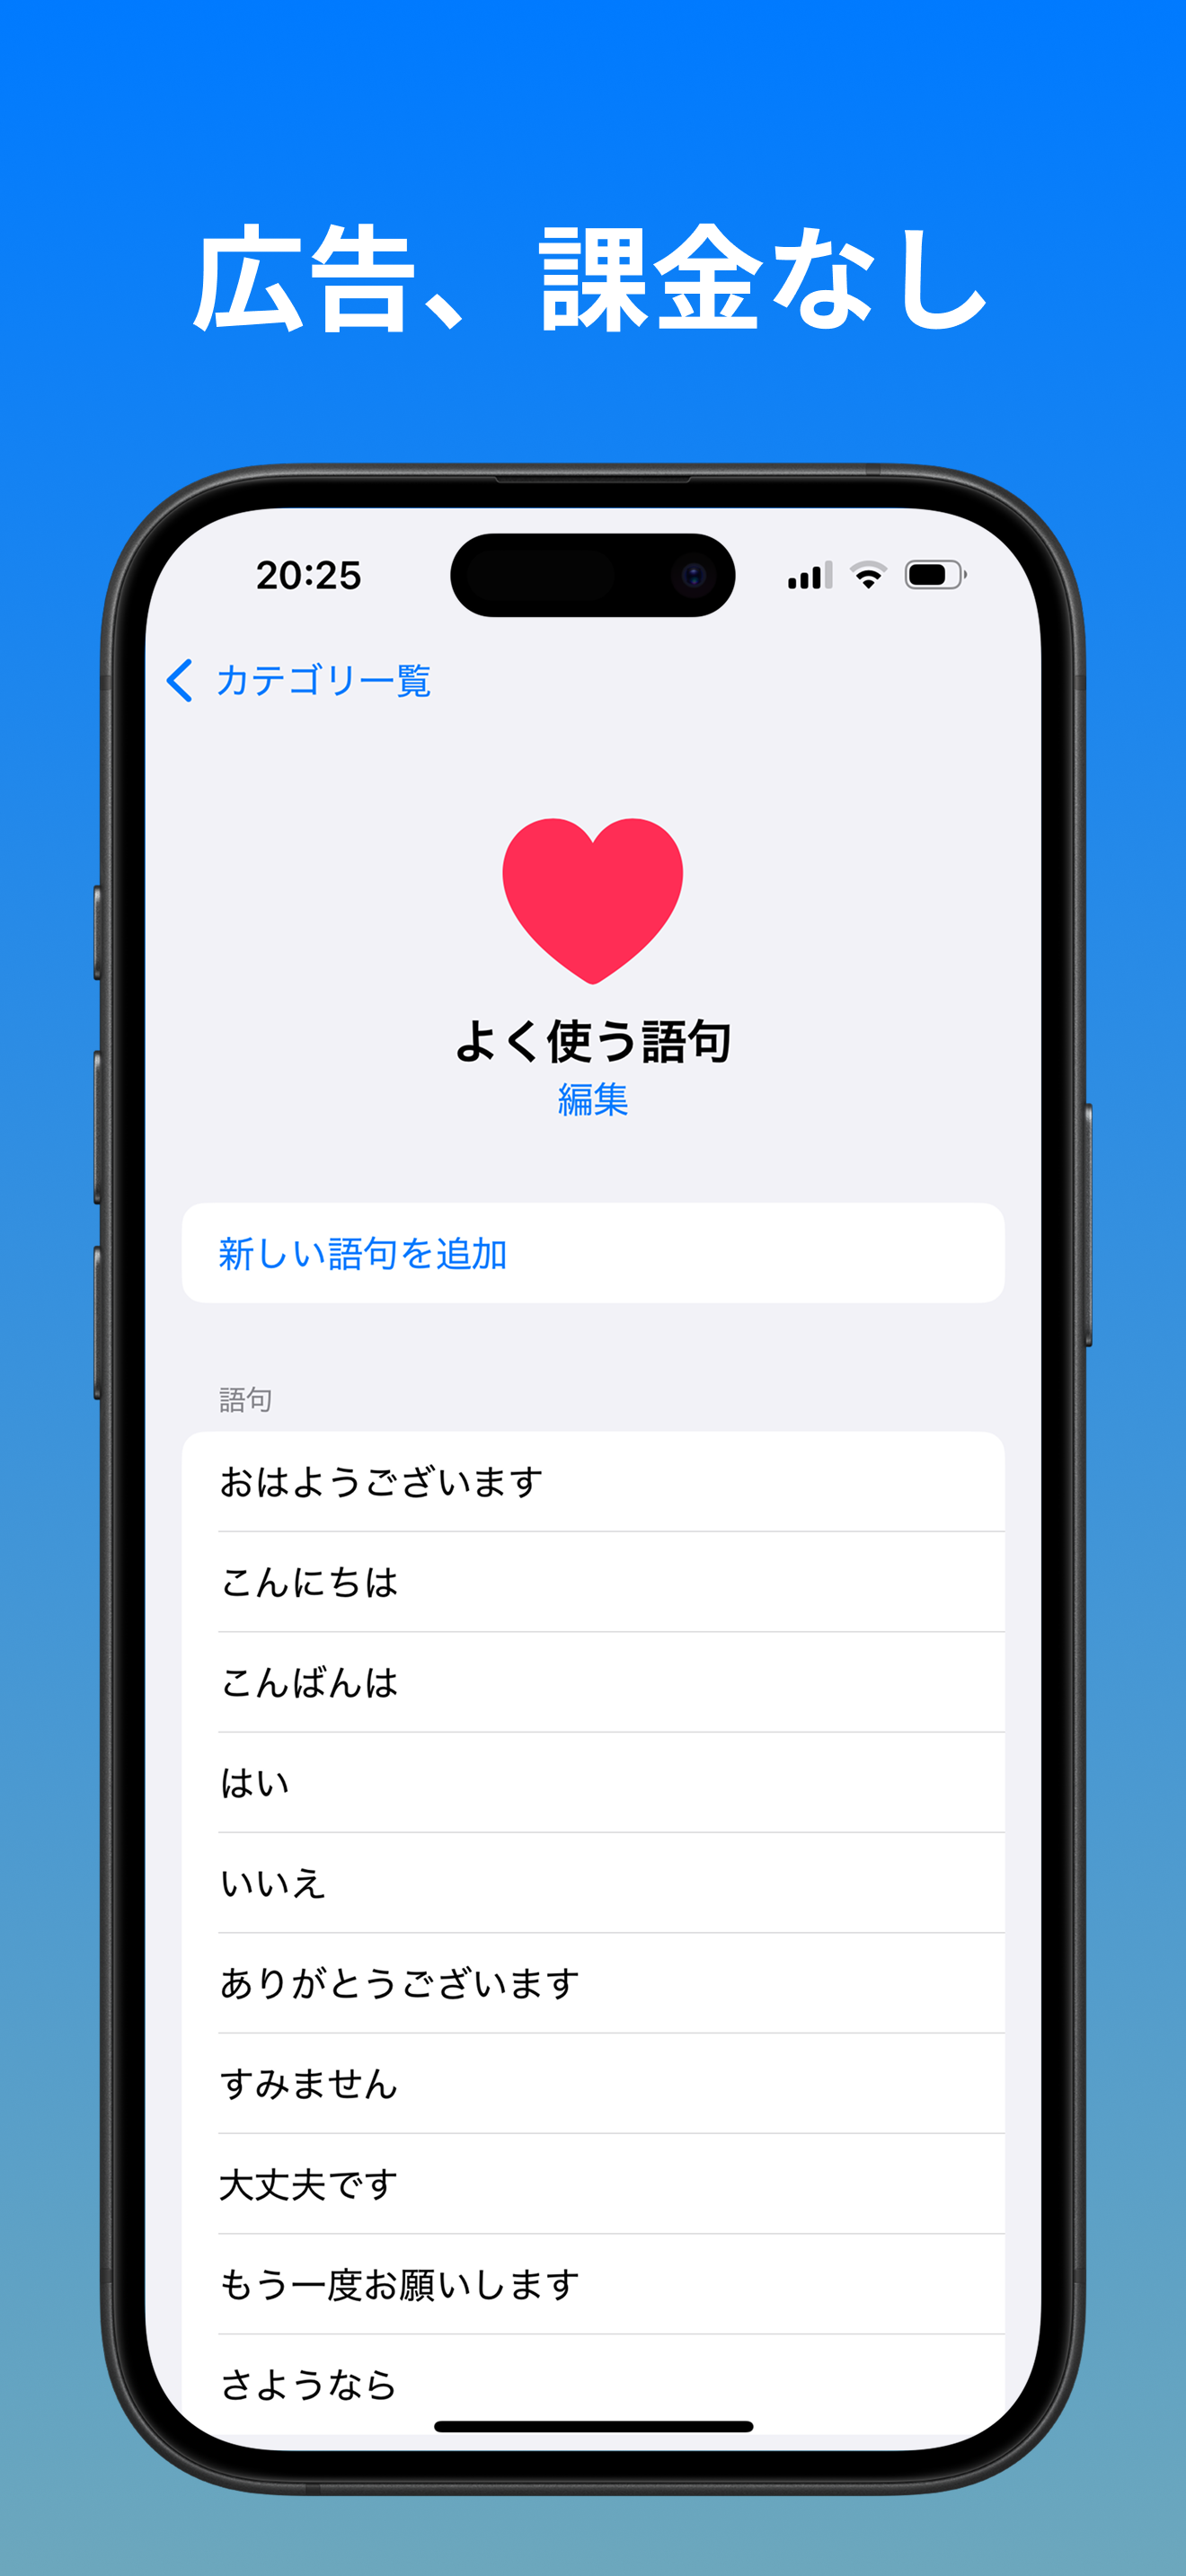 広告、課金なし
20:25
カテゴリ一覧
よく使う語句
編集
新しい語句を追加
語句
おはようございます
こんにちは
こんばんは
はい
いいえ
ありがとうございます
すみません
大丈夫です
もう一度お願いします
さようなら